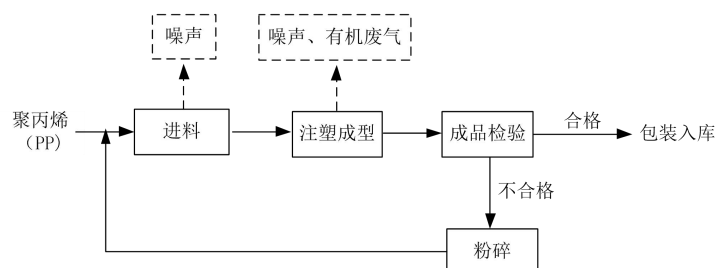 噪声
噪声、有机废气
聚丙烯
（PP）
进料
注塑成型
成品检验
合格
包装入库
不合格
粉碎